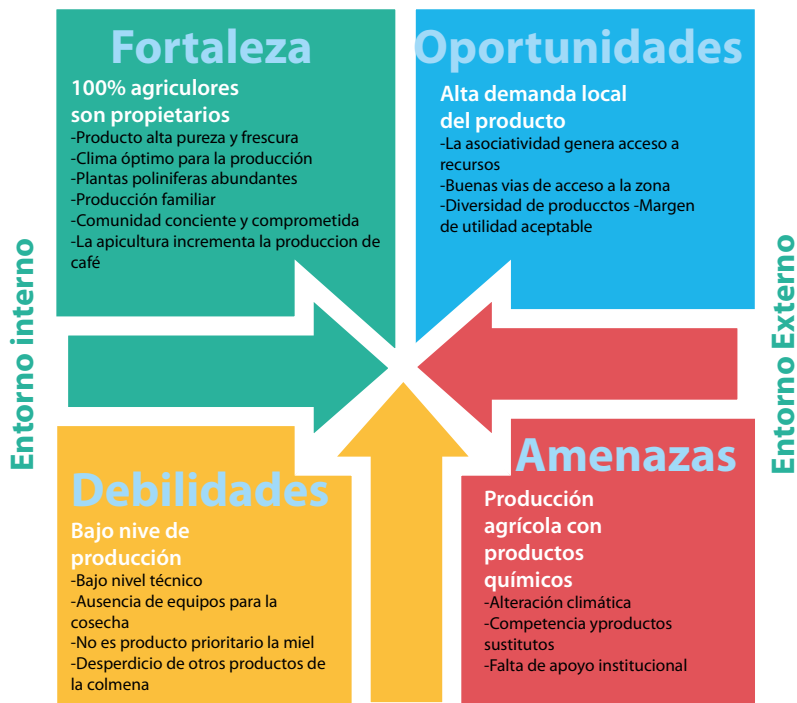 Fortaleza
100% agriculores
son propietarios
-Producto alta pureza y frescura
-Clima óptimo para la producción
-Plantas poliniferas abundantes
-Producción familiar
-Comunidad conciente y comprometida
-La apicultura incrementa la produccion de
café
Oportunidades
Alta demanda local
del producto
-La asociatividad genera acceso a
recursos
-Buenas vias de acceso a la zona
-Diversidad de producctos -Margen
de utilidad aceptable
Entorno interno
Entorno Externo
Debilidades
Bajo nive de
producción
-Bajo nivel técnico
-Ausencia de equipos para la
cosecha
-No es producto prioritario la miel
-Desperdicio de otros productos de
la colmena
Amenazas
Producción
agrícola con
productos
químicos
-Alteración climática
-Competencia yproductos
sustitutos
-Falta de apoyo institucional